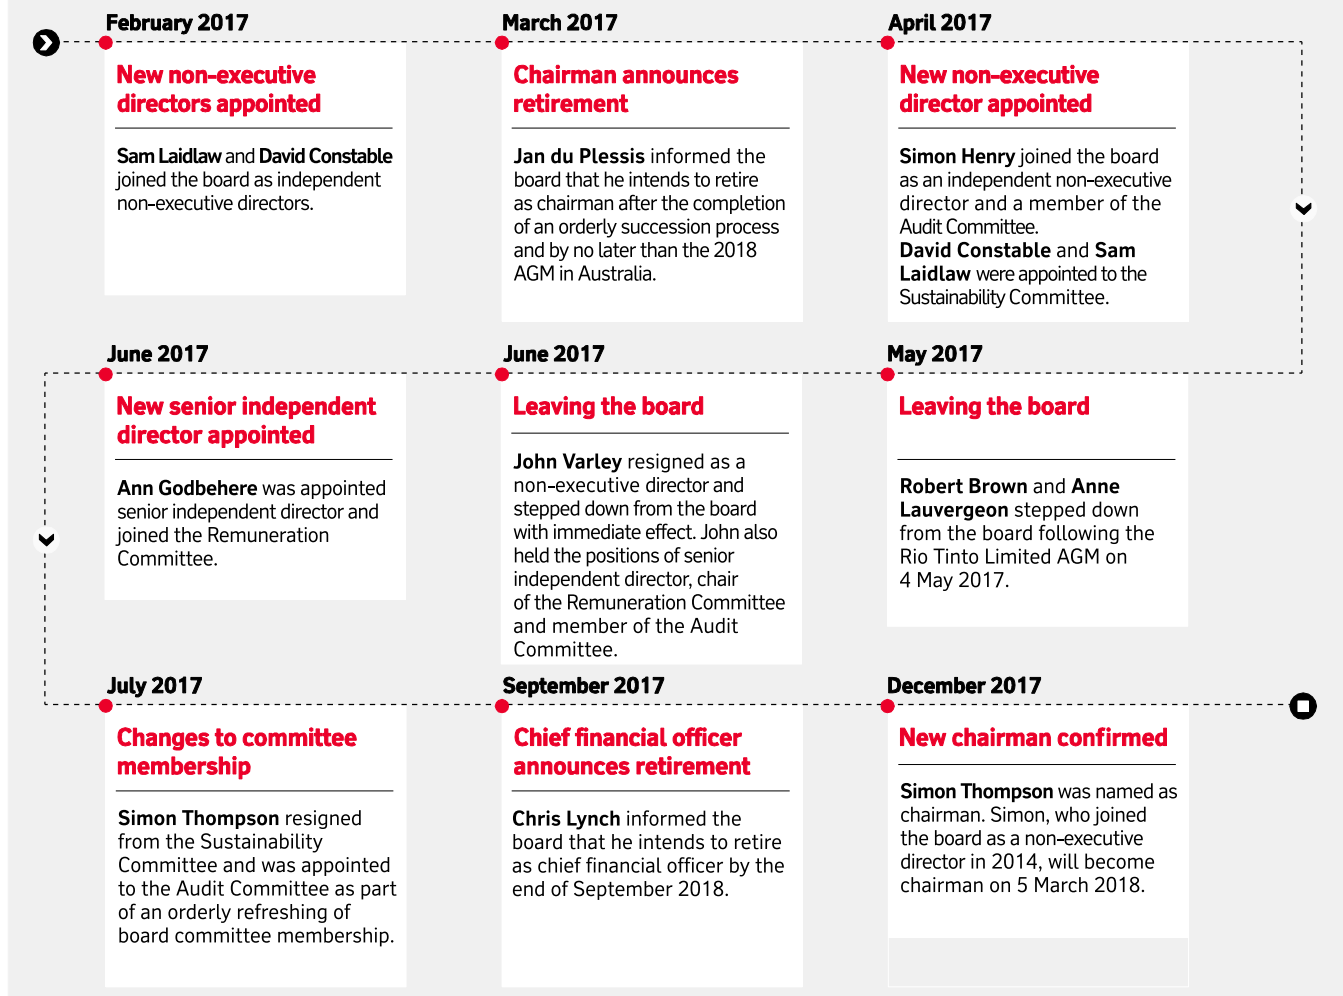 February 2017
New non-executive
directors appointed
Sam Laidlaw and David Constable
joined the board as independent
non-executive directors.
March 2017
Chairman announces
retirement
Jan du Plessis informed the
board that he intends to retire
as chairman after the completion
of an orderly succession process
and by no later than the 2018
AGM in Australia.
April 2017
New non-executive
director appointed
Simon Henry joined the board
as an independent non-executive
director and a member of the
Audit Committee.
David Constable and Sam
Laidlaw were appointed to the
Sustainability Committee.
May 2017
Leaving the board
Robert Brown and Anne
Lauvergeon stepped down
from the board following the
Rio Tinto Limited AGM on
4 May 2017.
June 2017
Leaving the board
John Varley resigned as a
non-executive director and
stepped down from the board
with immediate effect. John also
held the positions of senior
independent director, chair
of the Remuneration Committee
and member of the Audit
Committee.
June 2017
New senior independent
director appointed
Ann Godbehere was appointed
senior independent director and
joined the Remuneration
Committee.
July 2017
Changes to committee
membership
Simon Thompson resigned
from the Sustainability
Committee and was appointed
to the Audit Committee as part
of an orderly refreshing of
board committee membership.
September 2017
Chief financial officer
announces retirement
Chris Lynch informed the
board that he intends to retire
as chief financial officer by the
end of September 2018.
December 2017
New chairman confirmed
Simon Thompson was named as
chairman. Simon, who joined
the board as a non-executive
director in 2014, will become
chairman on 5 March 2018.